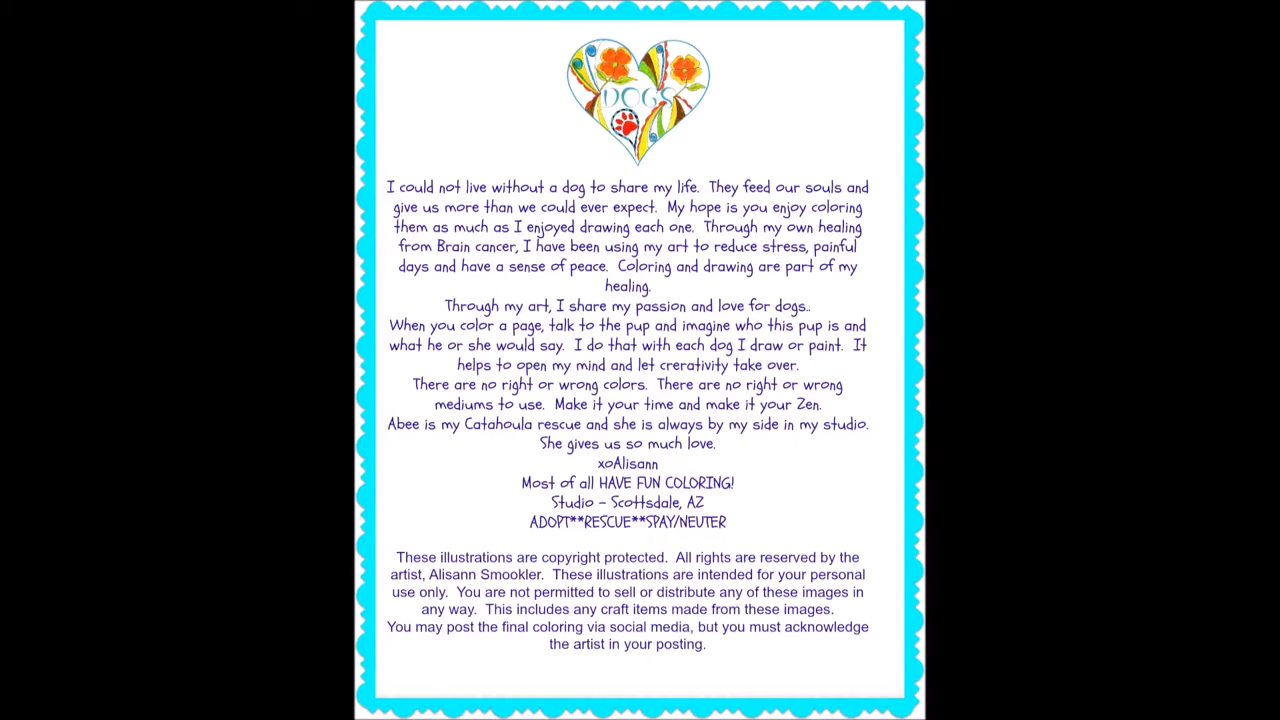 DOGS
I could not live without a dog to share my life. They feed our souls and
give us more than we could ever expect. My hope is you enjoy coloring
them as much as I enjoyed drawing each one. Through my own healing
from Brain cancer, I have been using my art to reduce stress, painful
days and have a sense of peace. Coloring and drawing are part of my
healing.
Through my art, I share my passion and love for dogs..
When you color a page, talk to the pup and imagine who this pup is and
what he or she would say. I do that with each dog I draw or paint. It
helps to open my mind and let crerativity take over.
There are no right or wrong colors. There are no right or wrong
mediums to use. Make it your time and make it your Zen.
Abee is my Catahoula rescue and she is always by my side in my studio.
She gives us so much love.
xoAlisann
Most of all HAVE FUN COLORING!
Studio - Scottsdale, AZ
ADOPT**RESCUE**SPAY/NEUTER
These illustrations are copyright protected. All rights are reserved by the
artist, Alisann Smookler. These illustrations are intended for your personal
use only. You are not permitted to sell or distribute any of these images in
any way. This includes any craft items made from these images.
You may post the final coloring via social media, but you must acknowledge
the artist in your posting.